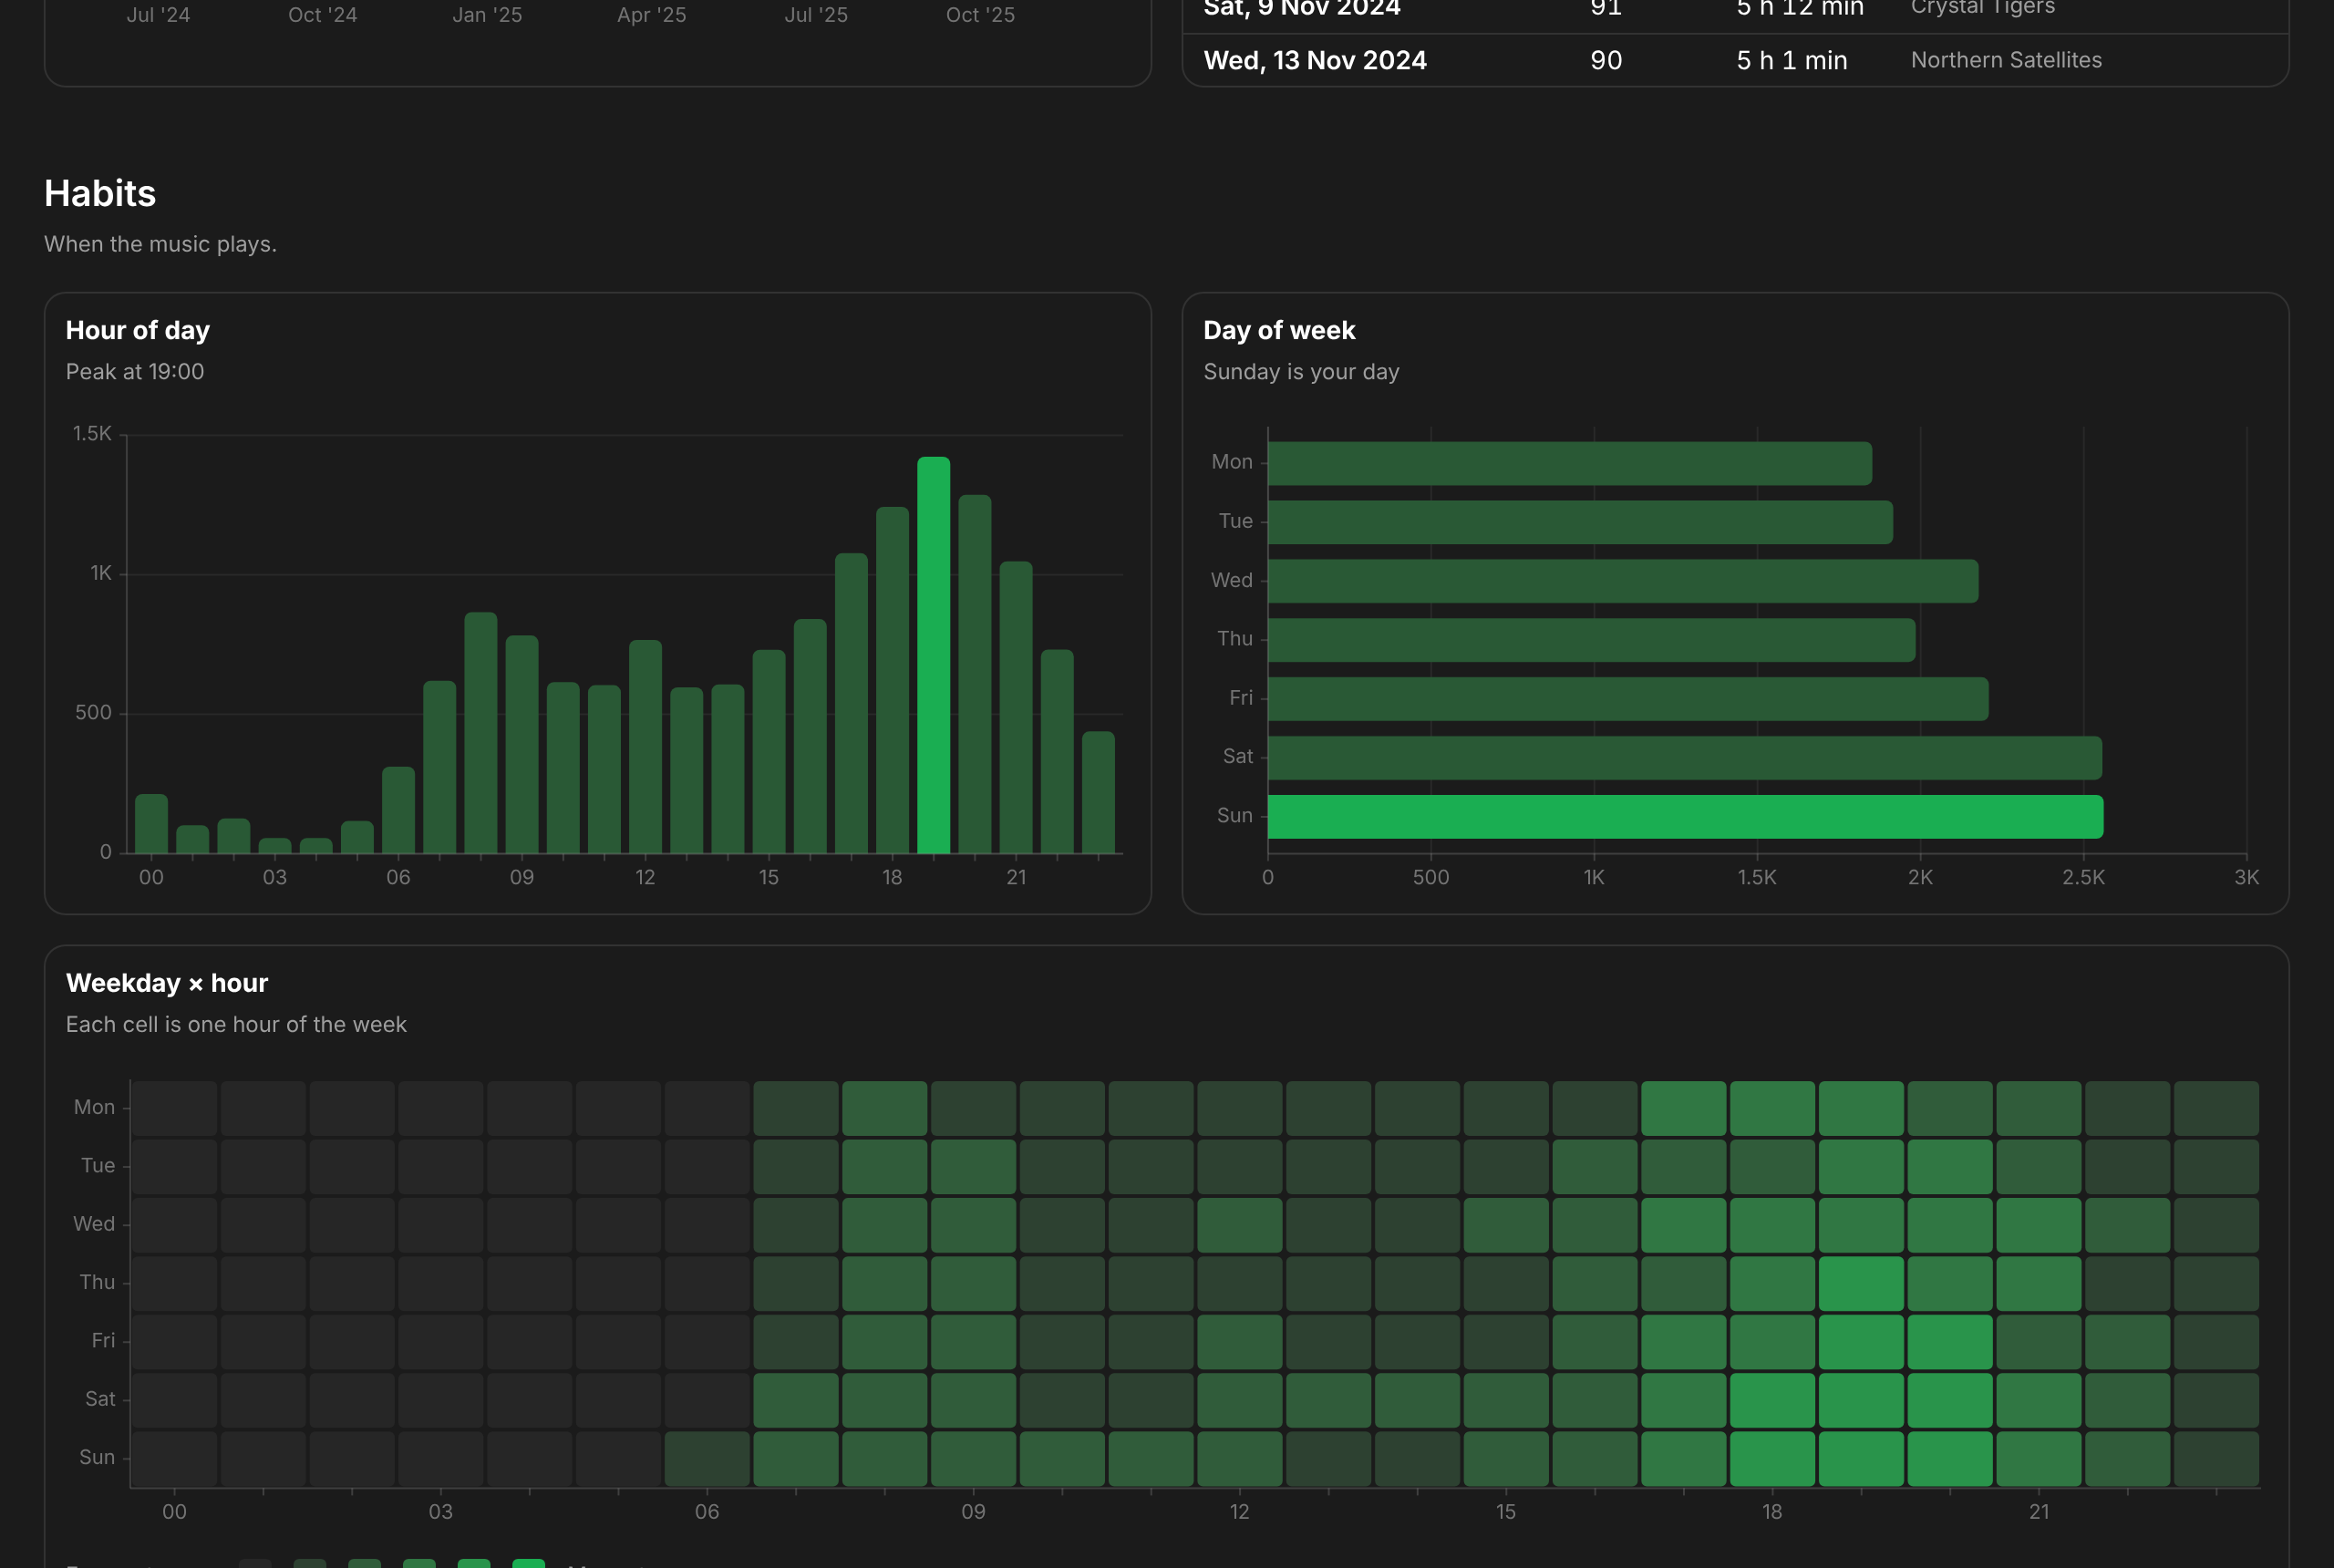 Jul '24 Oct '24 Jan '25 Apr '25 Jul '25 Oct '25
Sat, 9 Nov 2024 91 5 h 12 min Crystal Tigers
Wed, 13 Nov 2024 90 5 h 1 min Northern Satellites
Habits
When the music plays.
Hour of day
Peak at 19:00
1.5K
1K
500
0
00 03 06 09 12 15 18 21
Day of week
Sunday is your day
Mon
Tue
Wed
Thu
Fri
Sat
Sun
0 500 1K 1.5K 2K 2.5K 3K
Weekday × hour
Each cell is one hour of the week
Mon
Tue
Wed
Thu
Fri
Sat
Sun
00 03 06 09 12 15 18 21